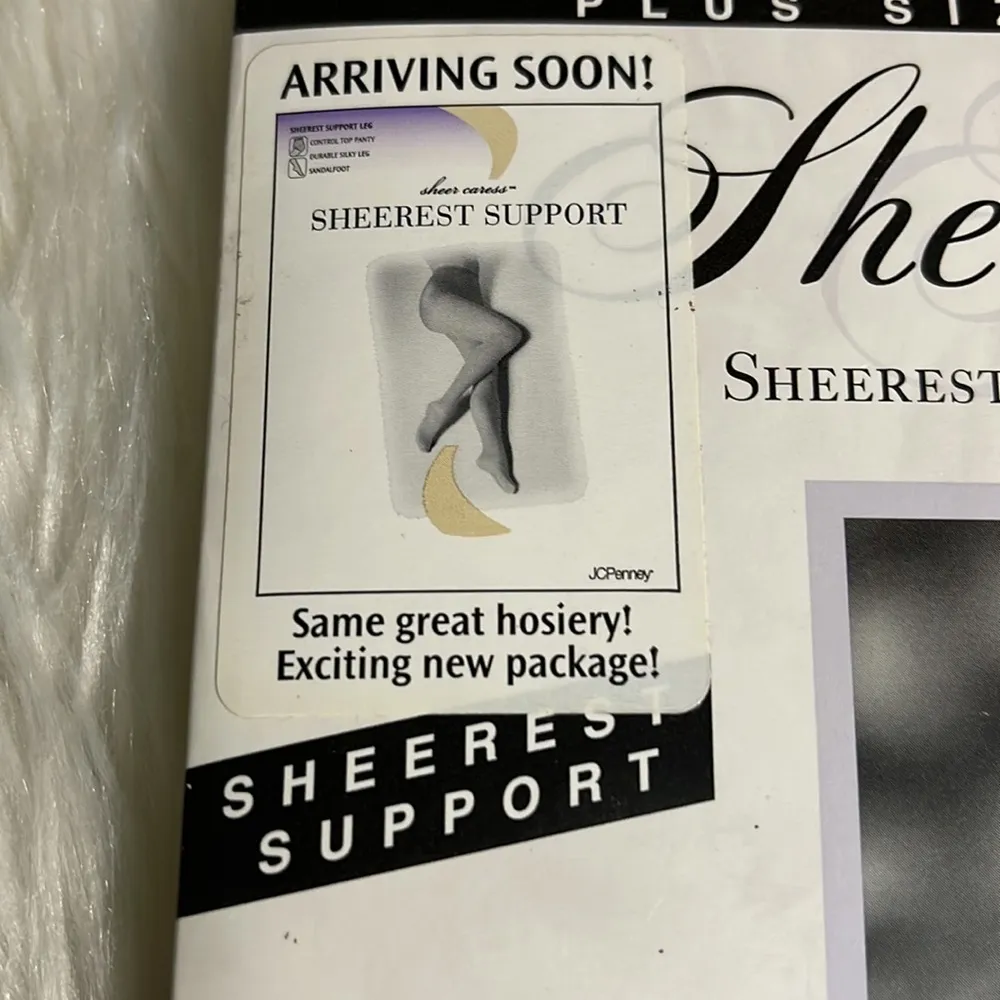 PLUS SIZ
ARRIVING SOON!
SHEEREST SUPPORT LEG
CONTROL TOP PANTY
DURABLE SILKY LEG
SANDALFOOT
sheer caress™
SHEEREST SUPPORT
JCPenney®
Same great hosiery!
Exciting new package!
She
SHEEREST
SHEEREST
SUPPORT